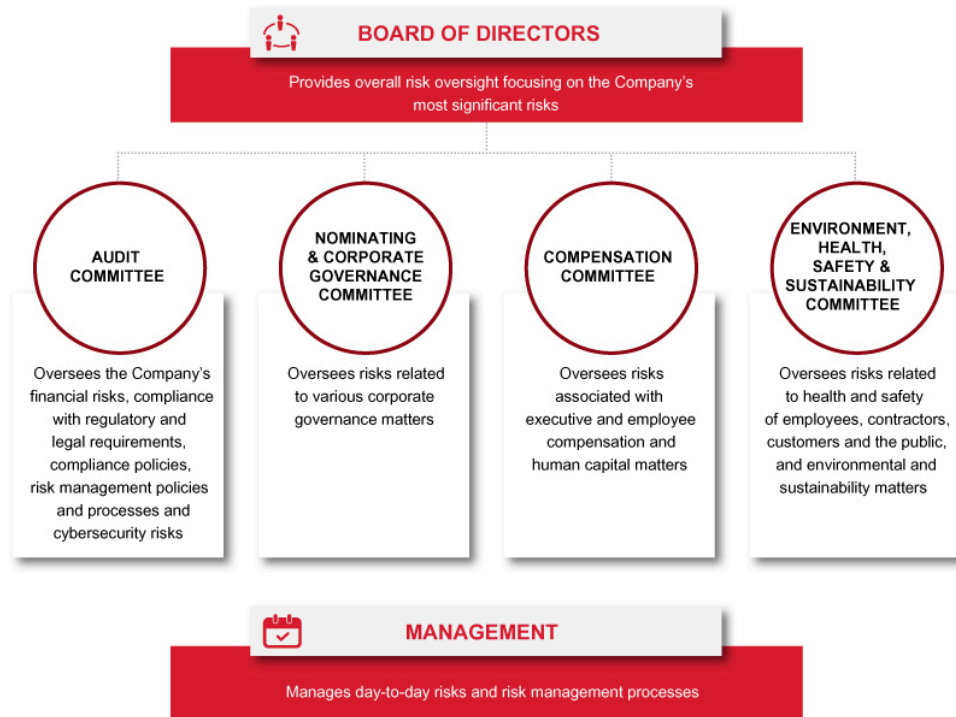 BOARD OF DIRECTORS
Provides overall risk oversight focusing on the Company's
most significant risks
AUDIT
COMMITTEE
Oversees the Company's
financial risks, compliance
with regulatory and
legal requirements,
compliance policies,
risk management policies
and processes and
cybersecurity risks
NOMINATING
& CORPORATE
GOVERNANCE
COMMITTEE
Oversees risks related
to various corporate
governance matters
COMPENSATION
COMMITTEE
Oversees risks
associated with
executive and employee
compensation and
human capital matters
ENVIRONMENT,
HEALTH,
SAFETY &
SUSTAINABILITY
COMMITTEE
Oversees risks related
to health and safety
of employees, contractors,
customers and the public,
and environmental and
sustainability matters
MANAGEMENT
Manages day-to-day risks and risk management processes